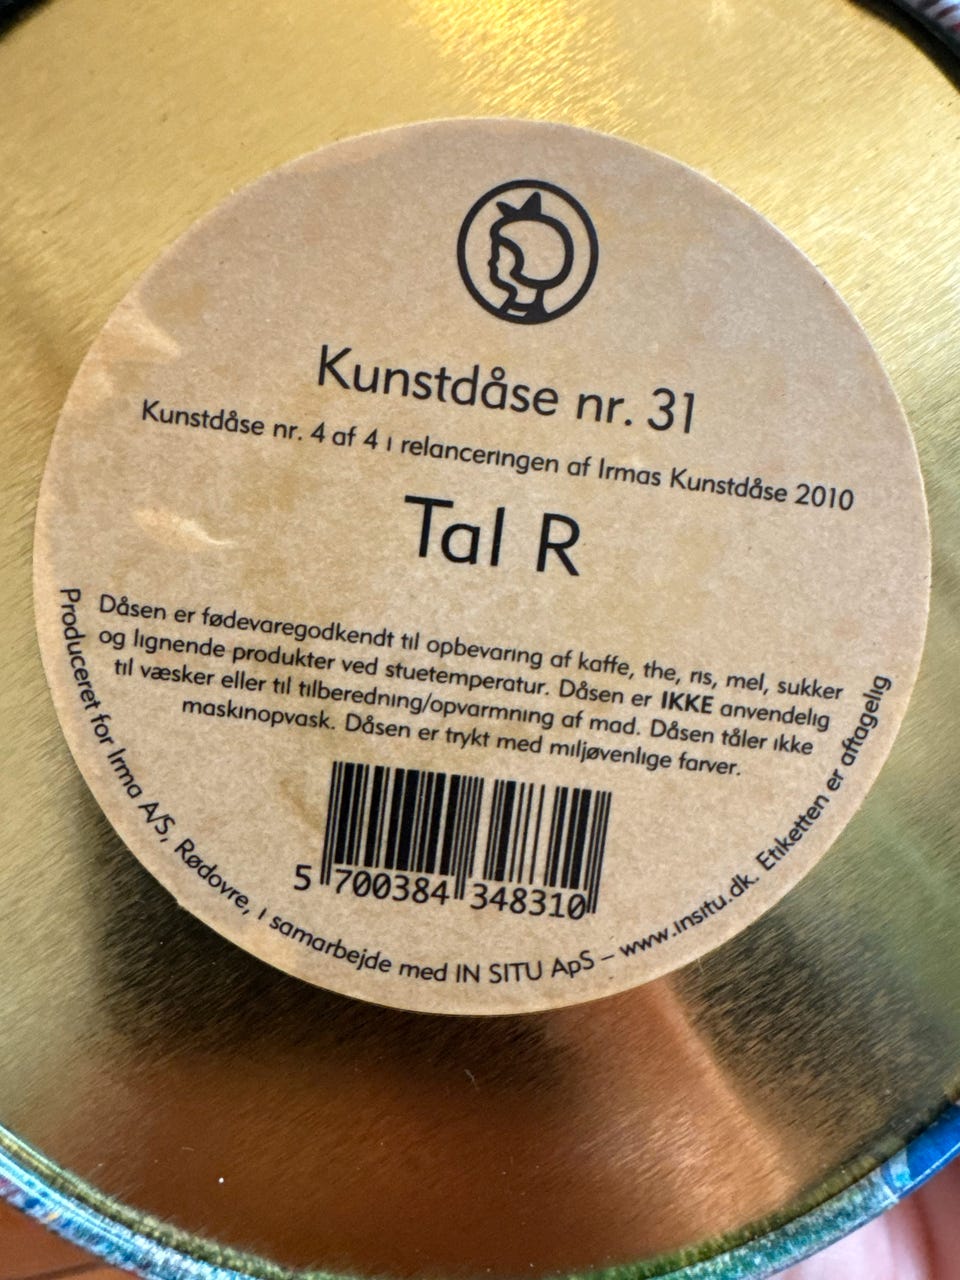 Kunstdåse nr. 31
Kunstdåse nr. 4 af 4 i relanceringen af Irmas Kunstdåse 2010
Tal R
Dåsen er fødevaregodkendt til opbevaring af kaffe, the, ris, mel, sukker
og lignende produkter ved stuetemperatur. Dåsen er IKKE anvendelig
til væsker eller til tilberedning/opvarmning af mad. Dåsen tåler ikke
maskinopvask. Dåsen er trykt med miljøvenlige farver.
5 700384 348310
Produceret for Irma A/S, Rødovre, i samarbejde med IN SITU ApS – www.insitu.dk. Etiketten er aftagelig